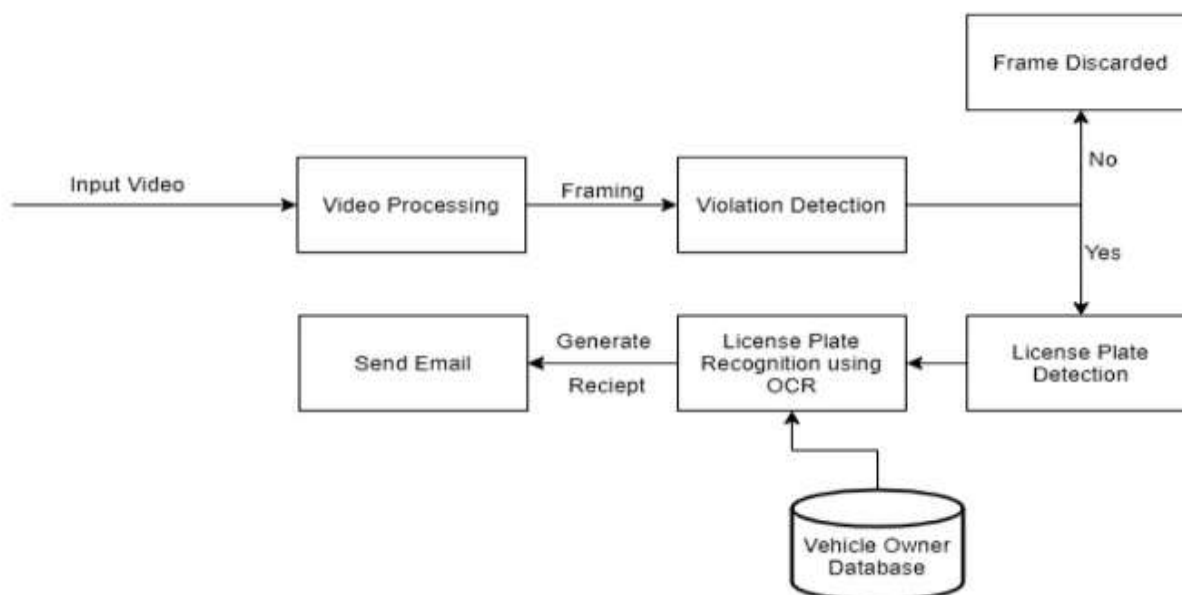 Frame Discarded
No
Input Video
Video Processing
Framing
Violation Detection
Yes
Send Email
Generate
Reciept
License Plate
Recognition using
OCR
License Plate
Detection
Vehicle Owner
Database